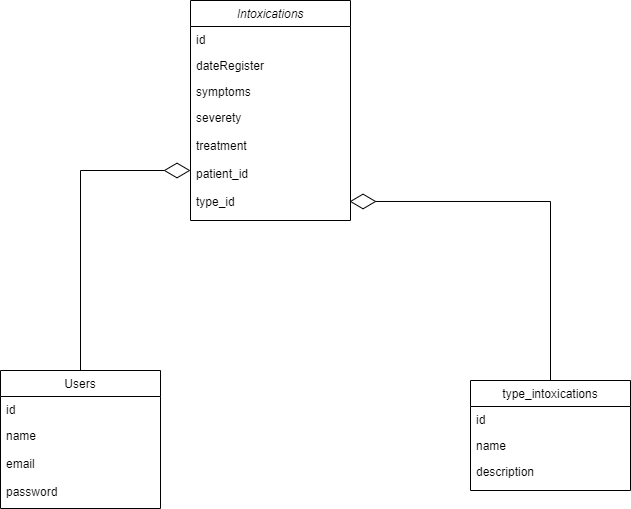 Intoxications
id
dateRegister
symptoms
severety
treatment
patient_id
type_id
Users
id
name
email
password
type_intoxications
id
name
description